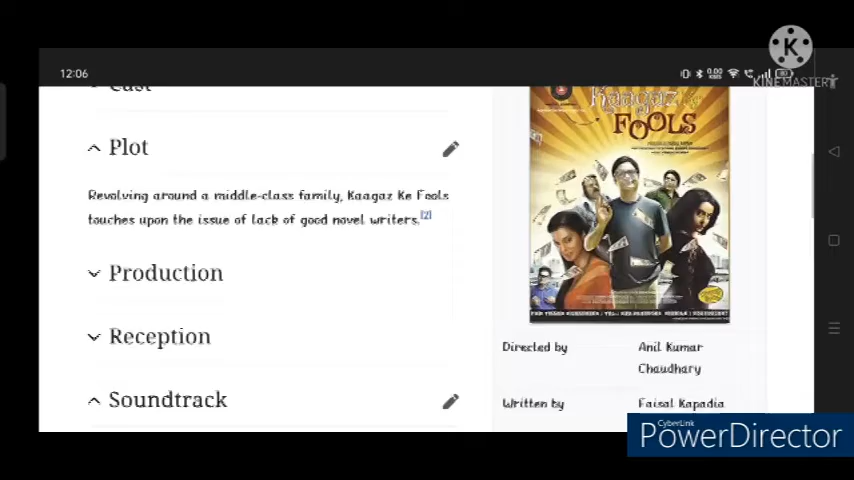 KINEMASTER
12:06
0.00
Kaagaz
FOOLS
Plot
Revolving around a middle-class family, Kaagaz Ke Fools
touches upon the issue of lack of good novel writers.[2]
Production
Reception
Soundtrack
Directed by
Anil Kumar
Chaudhary
Written by
Faisal Kapadia
CyberLink
PowerDirector